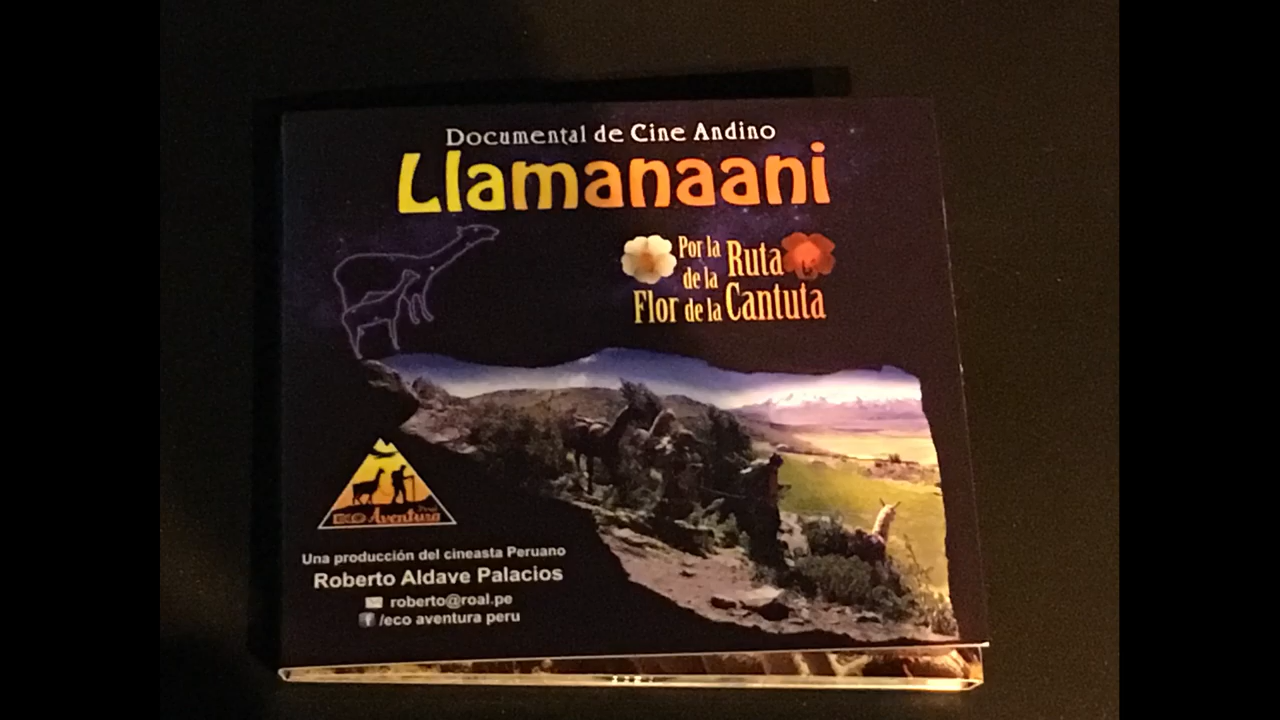 Documental de Cine Andino
Llamanaani
Por la Ruta
de la
Flor de la Cantuta
Perú
ECO Aventura
Una producción del cineasta Peruano
Roberto Aldave Palacios
roberto@roal.pe
/eco aventura peru